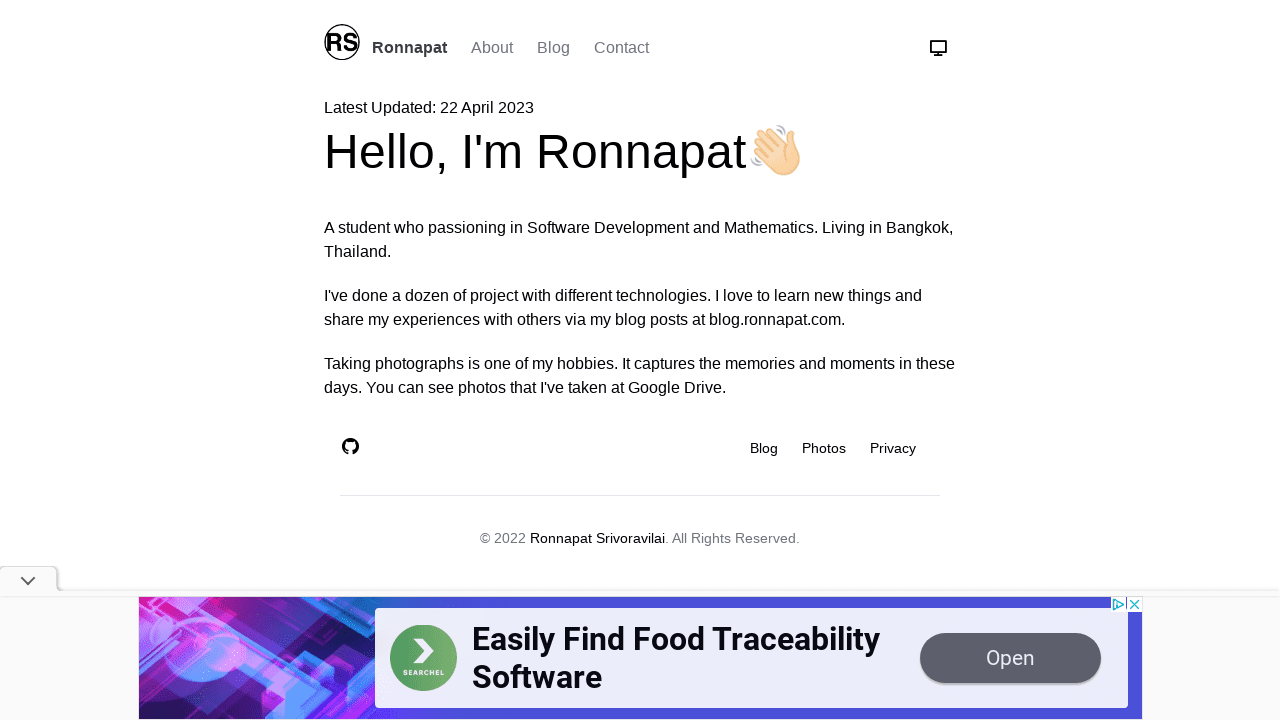 RS Ronnapat About Blog Contact
Latest Updated: 22 April 2023
Hello, I'm Ronnapat👋🏻
A student who passioning in Software Development and Mathematics. Living in Bangkok,
Thailand.
I've done a dozen of project with different technologies. I love to learn new things and
share my experiences with others via my blog posts at blog.ronnapat.com.
Taking photographs is one of my hobbies. It captures the memories and moments in these
days. You can see photos that I've taken at Google Drive.
Blog Photos Privacy
© 2022 Ronnapat Srivoravilai. All Rights Reserved.
SEARCHEL
Easily Find Food Traceability
Software
Open